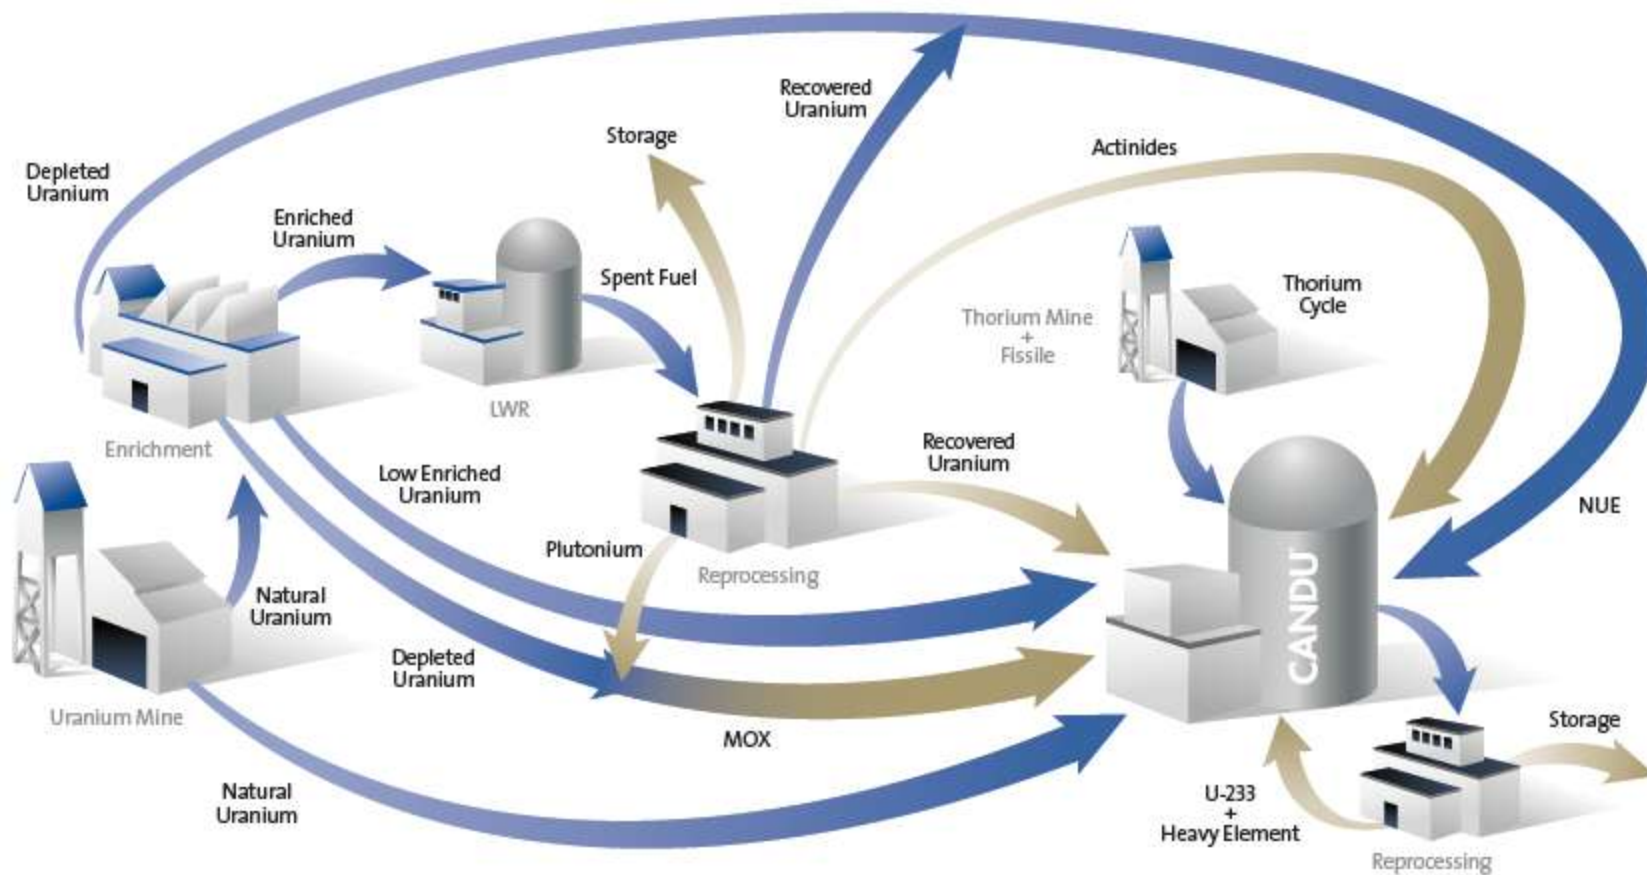 Recovered
Uranium
Storage
Actinides
Depleted
Uranium
Enriched
Uranium
Spent Fuel
Thorium
Cycle
Thorium Mine
+
Fissile
LWR
Enrichment
Recovered
Uranium
Low Enriched
Uranium
NUE
Plutonium
Reprocessing
Natural
Uranium
CANDU
Depleted
Uranium
Uranium Mine
MOX
Storage
Natural
Uranium
U-233
+
Heavy Element
Reprocessing